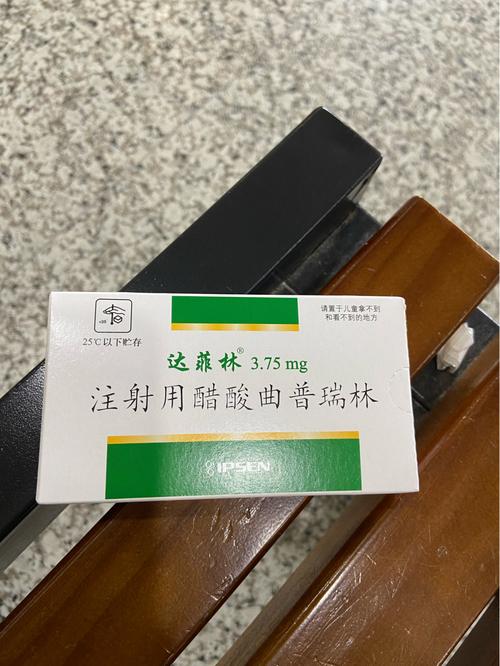 请置于儿童拿不到
和看不到的地方
25℃以下贮存
达菲林® 3.75 mg
注射用醋酸曲普瑞林
IPSEN